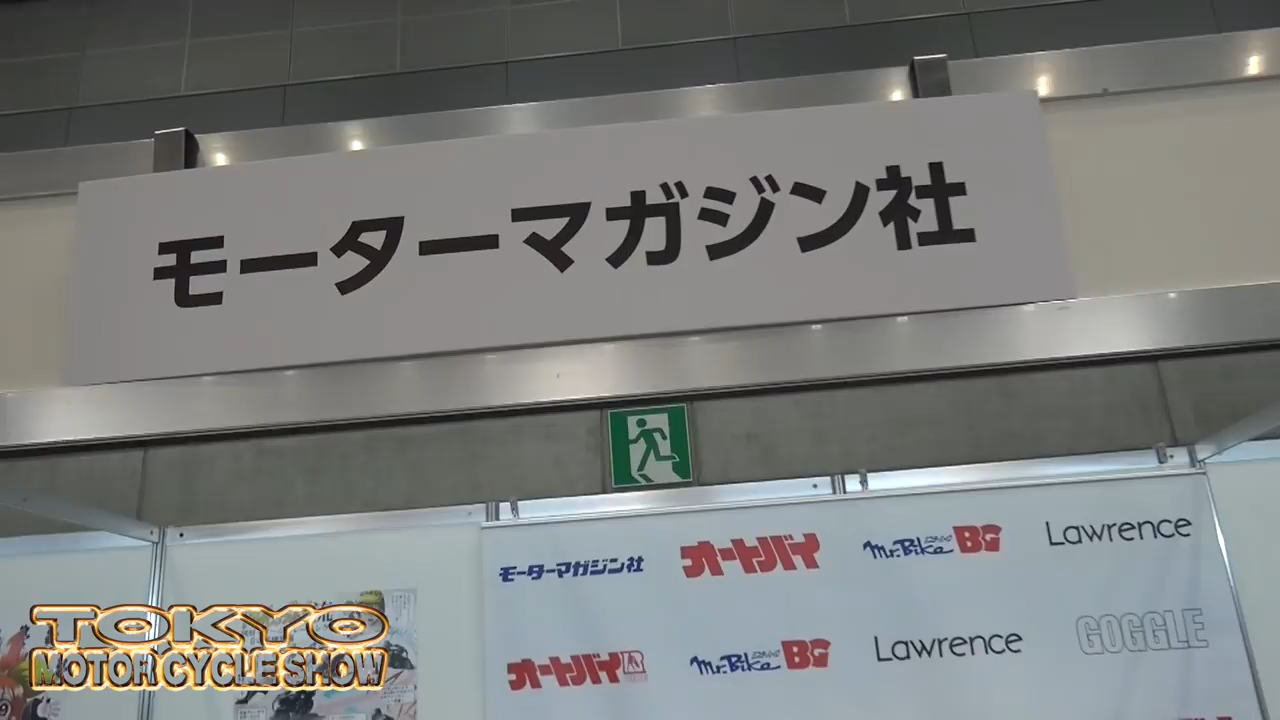 モーターマガジン社
モーターマガジン社 オートバイ Mr.Bike BG Lawrence
オートバイ Mr.Bike BG Lawrence GOGGLE
TOKYO
MOTOR CYCLE SHOW